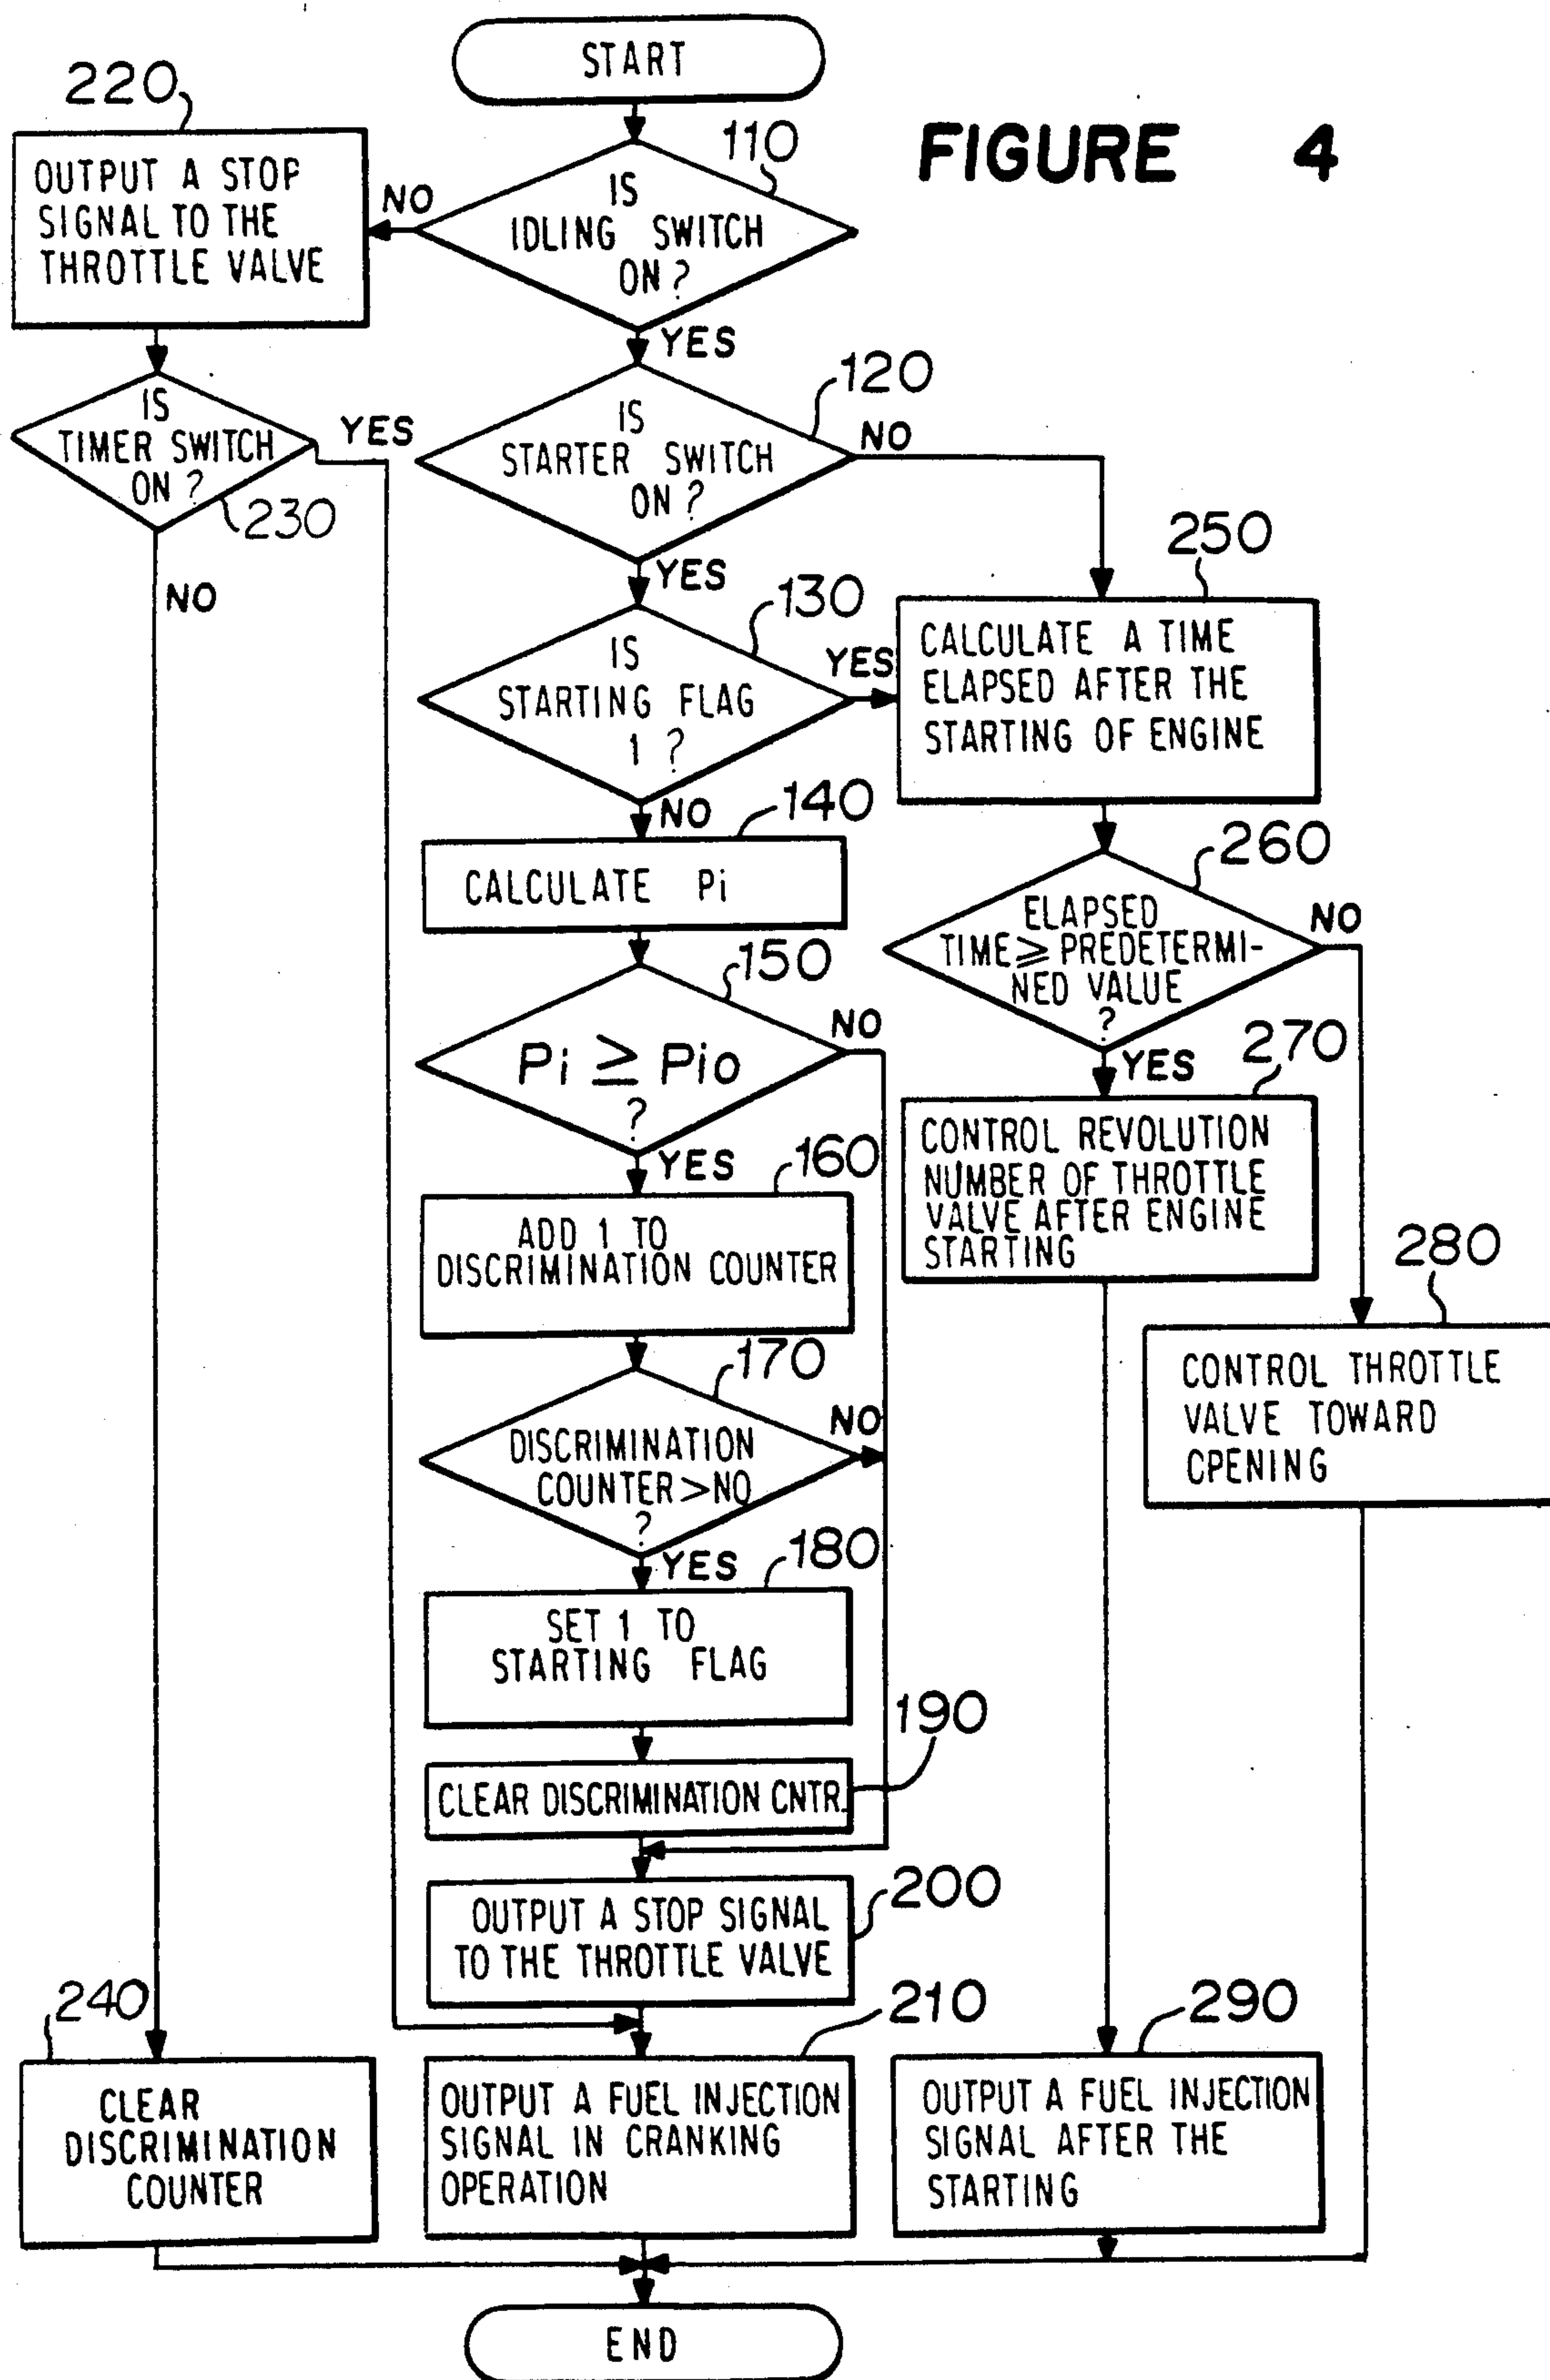 START
FIGURE 4
220
OUTPUT A STOP
SIGNAL TO THE
THROTTLE VALVE
NO
110
IS
IDLING SWITCH
ON?
YES
IS
TIMER SWITCH
ON?
230
YES
NO
120
IS
STARTER SWITCH
ON?
NO
YES
130
IS
STARTING FLAG
1 ?
YES
NO
250
CALCULATE A TIME
ELAPSED AFTER THE
STARTING OF ENGINE
140
CALCULATE Pi
260
ELAPSED
TIME≥PREDETERMI-
NED VALUE
?
NO
YES
150
Pi ≥ Pio
?
NO
YES
270
CONTROL REVOLUTION
NUMBER OF THROTTLE
VALVE AFTER ENGINE
STARTING
160
ADD 1 TO
DISCRIMINATION COUNTER
280
CONTROL THROTTLE
VALVE TOWARD
CPENING
170
DISCRIMINATION
COUNTER>NO
?
NO
YES
180
SET 1 TO
STARTING FLAG
190
CLEAR DISCRIMINATION CNTR.
200
OUTPUT A STOP SIGNAL
TO THE THROTTLE VALVE
240
CLEAR
DISCRIMINATION
COUNTER
210
OUTPUT A FUEL INJECTION
SIGNAL IN CRANKING
OPERATION
290
OUTPUT A FUEL INJECTION
SIGNAL AFTER THE
STARTING
END